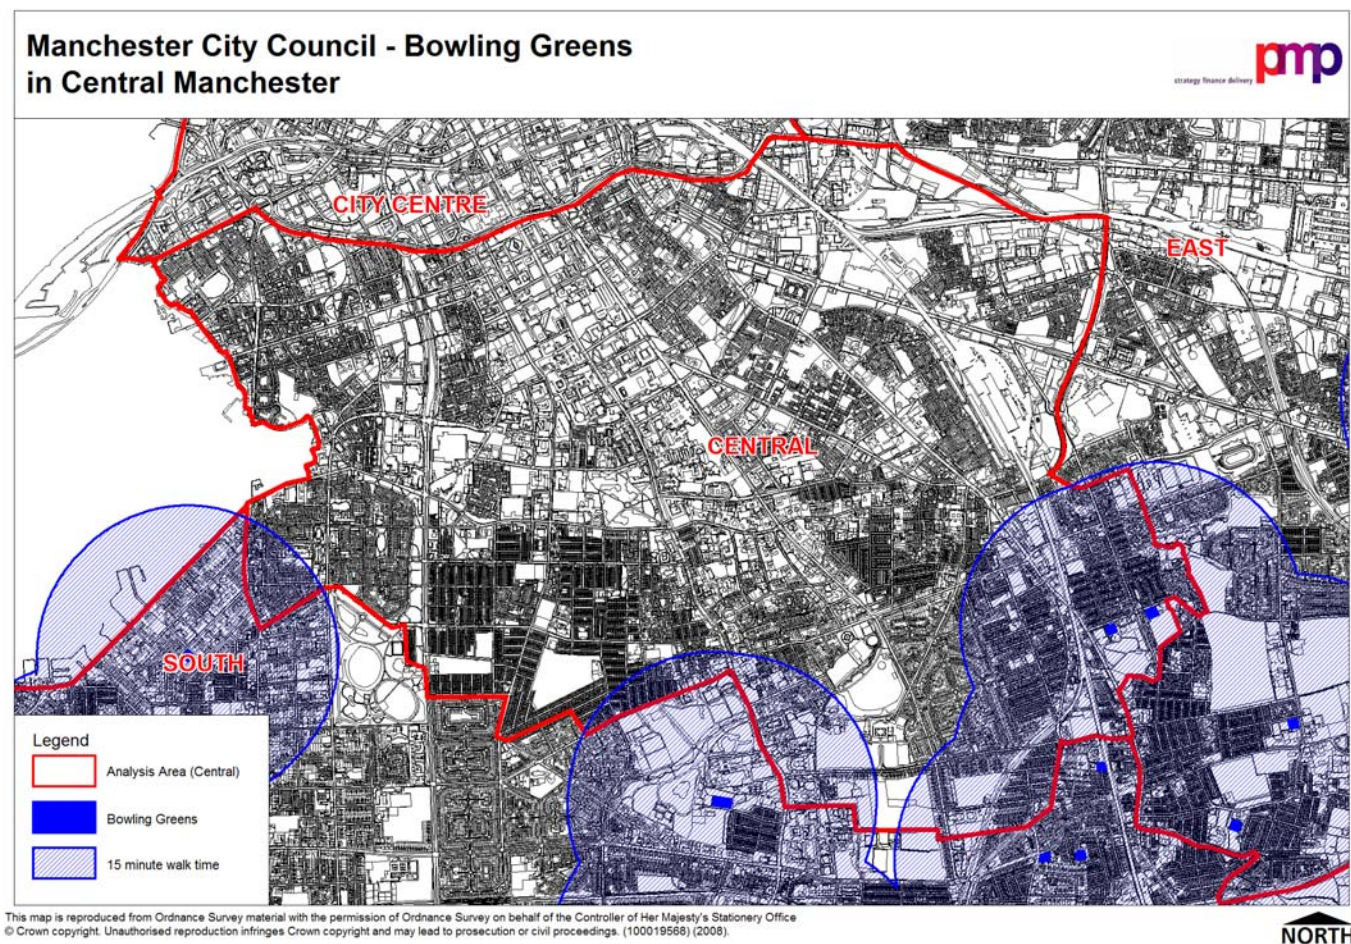 Manchester City Council - Bowling Greens
in Central Manchester
strategy finance delivery pmp
CITY CENTRE
EAST
CENTRAL
SOUTH
Legend
Analysis Area (Central)
Bowling Greens
15 minute walk time
This map is reproduced from Ordnance Survey material with the permission of Ordnance Survey on behalf of the Controller of Her Majesty's Stationery Office
© Crown copyright. Unauthorised reproduction infringes Crown copyright and may lead to prosecution or civil proceedings. (100019568) (2008).
NORTH